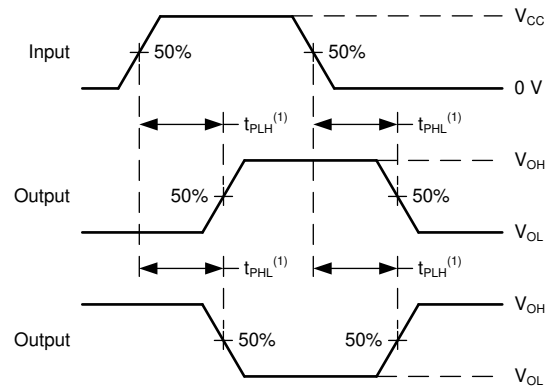 V_CC
Input 50% 50%
0 V
t_PLH^(1) t_PHL^(1)
V_OH
Output 50% 50%
V_OL
t_PHL^(1) t_PLH^(1)
V_OH
Output 50% 50%
V_OL